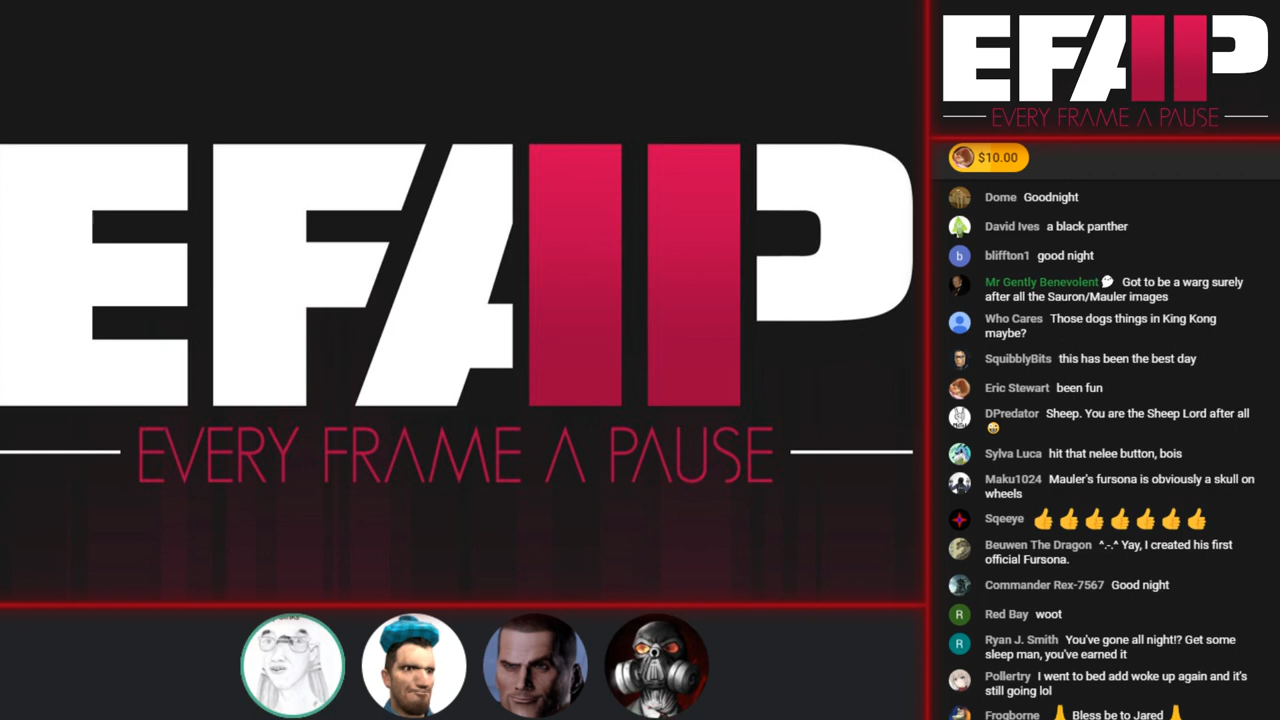 EFAP
EVERY FRAME A PAUSE
EFAP
EVERY FRAME A PAUSE
$10.00
Dome Goodnight
David Ives a black panther
b
bliffton1 good night
Mr Gently Benevolent Got to be a warg surely
after all the Sauron/Mauler images
Who Cares Those dogs things in King Kong
maybe?
SquibblyBits this has been the best day
Eric Stewart been fun
DPredator Sheep. You are the Sheep Lord after all
😜
Sylva Luca hit that nelee button, bois
Maku1024 Mauler's fursona is obviously a skull on
wheels
Sqeeye 👍👍👍👍👍👍👍
Beuwen The Dragon ^.-.^ Yay, I created his first
official Fursona.
Commander Rex-7567 Good night
R
Red Bay woot
R
Ryan J. Smith You've gone all night!? Get some
sleep man, you've earned it
Pollertry I went to bed add woke up again and it's
still going lol
Frogborne 🙏 Bless be to Jared 🙏